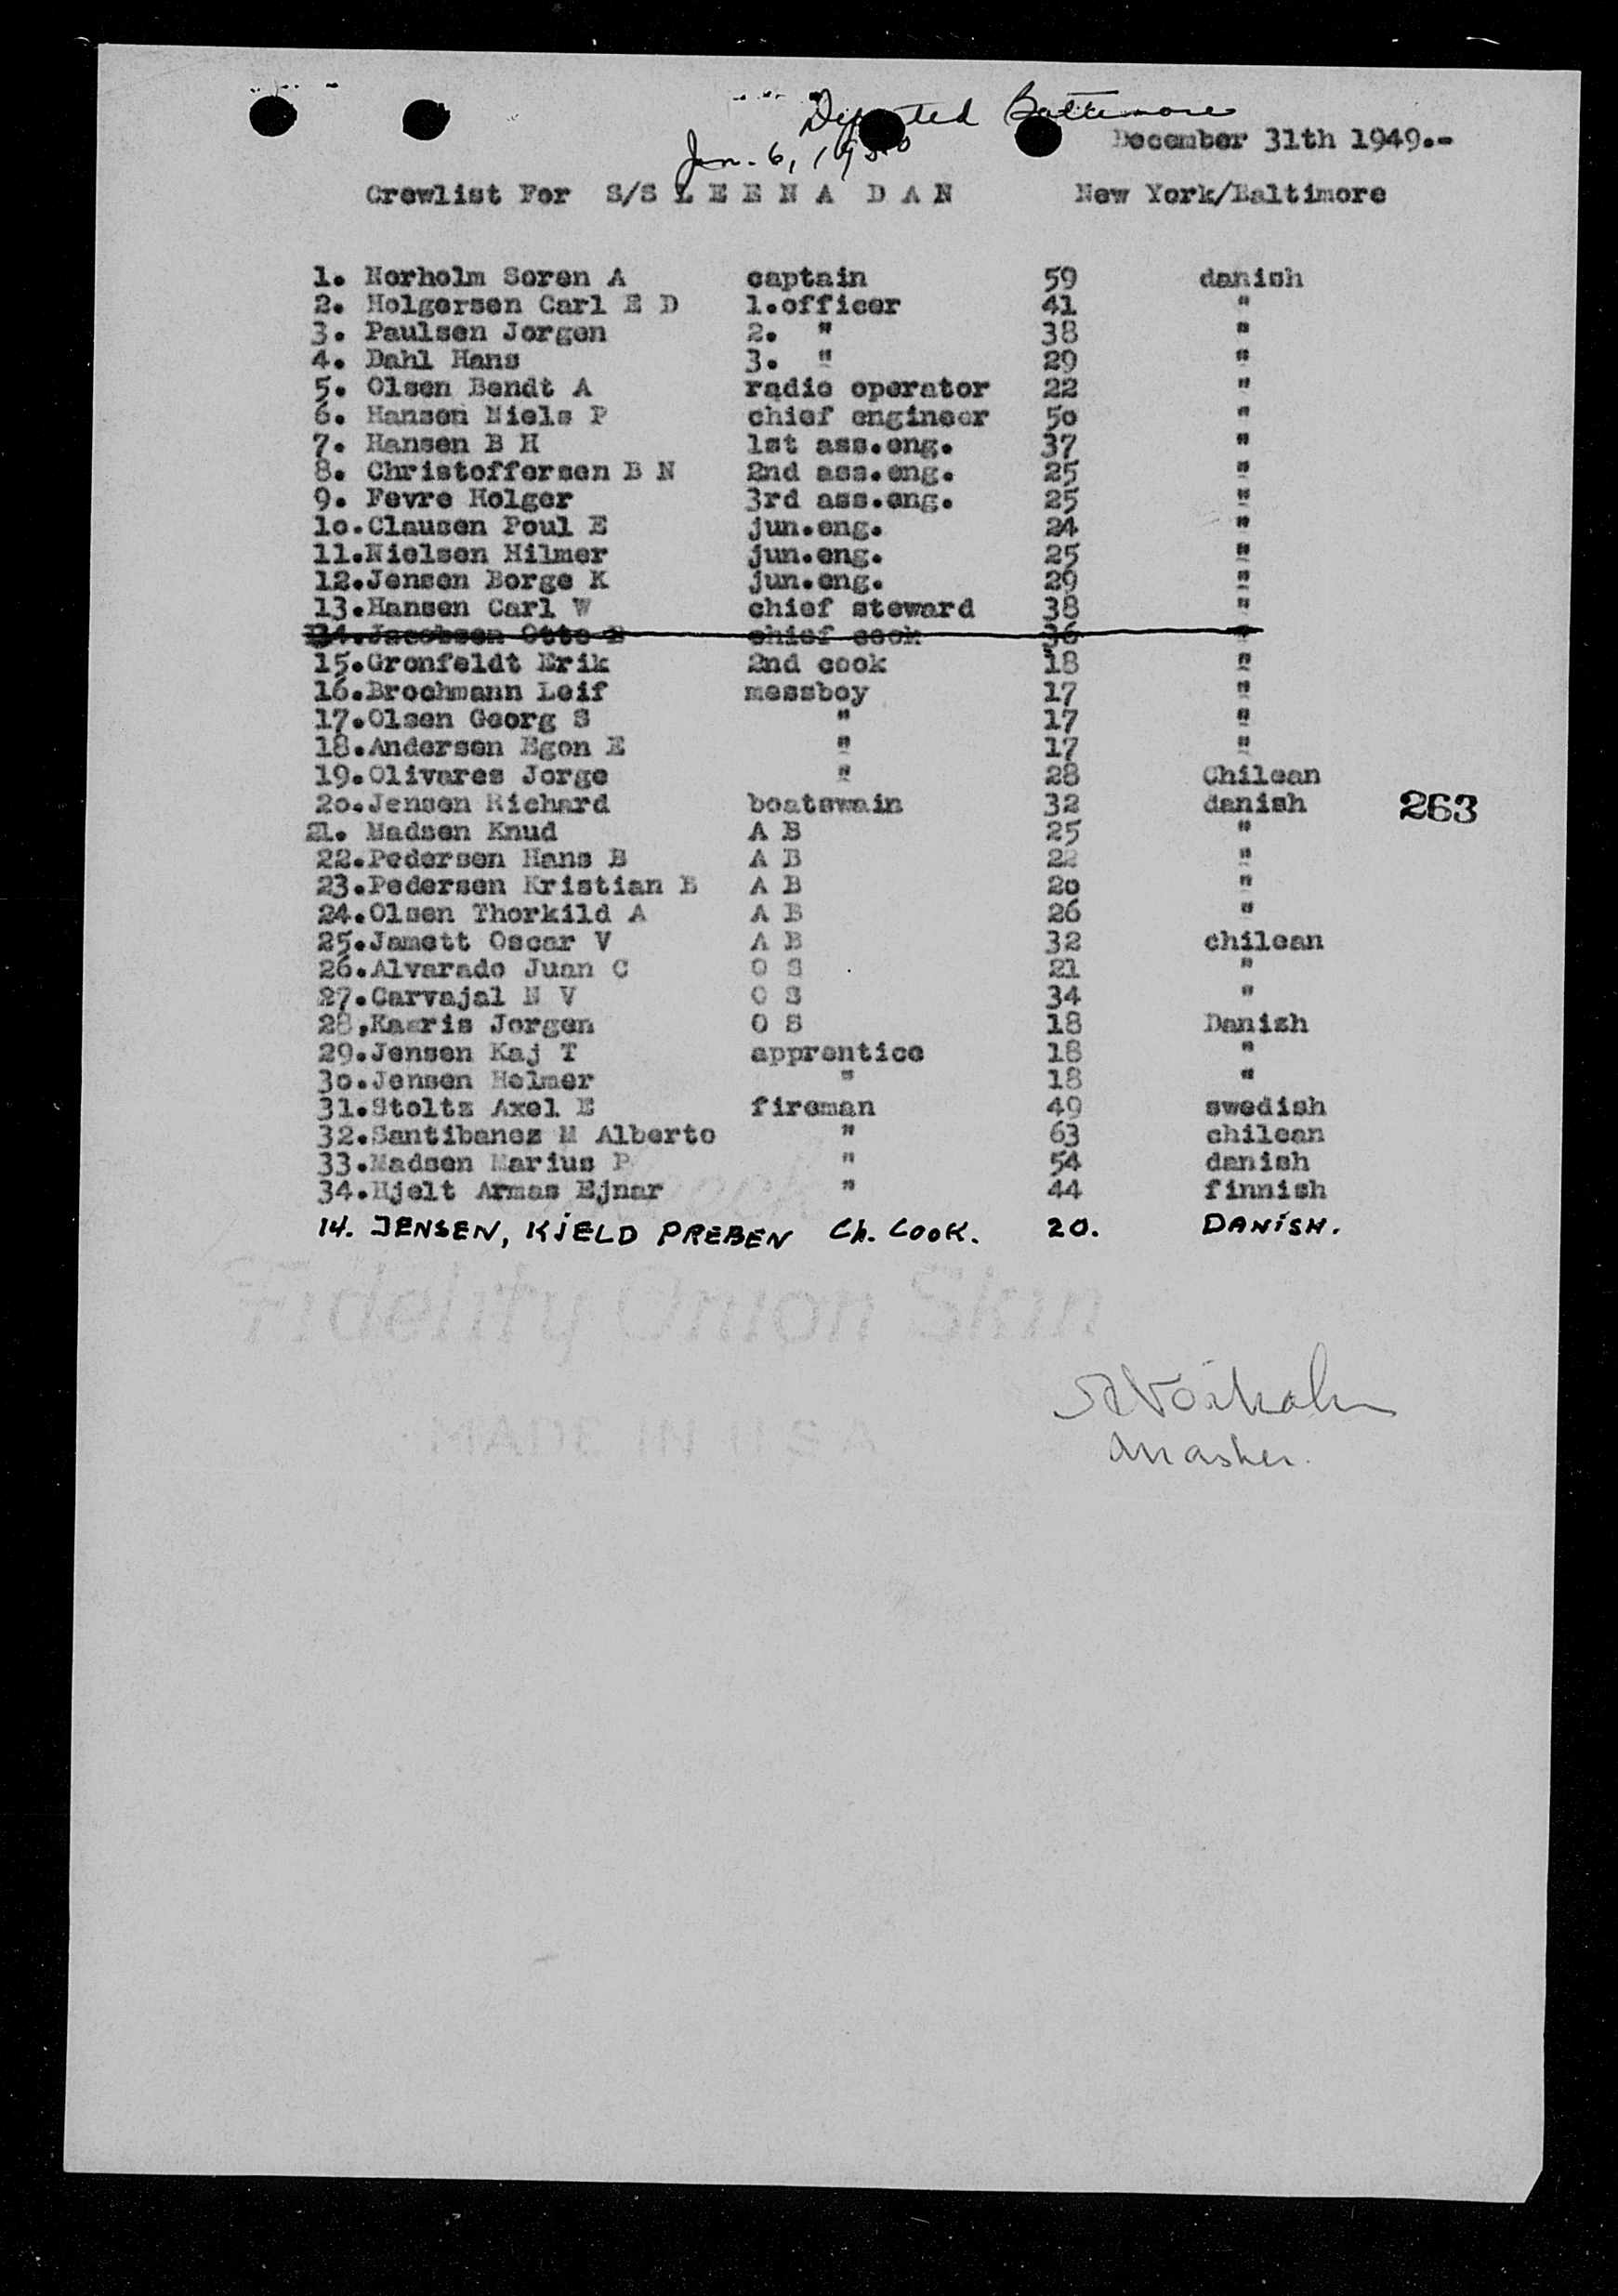 Departed Baltimore
Jan. 6, 1950
December 31th 1949.-
Crewlist For S/S L E E N A D A N New York/Baltimore
1. Norholm Soren A captain 59 danish
2. Holgersen Carl E D 1.officer 41 "
3. Paulsen Jorgen 2. " 38 "
4. Dahl Hans 3. " 29 "
5. Olsen Bendt A radio operator 22 "
6. Hansen Niels P chief engineer 5o "
7. Hansen B H 1st ass.eng. 37 "
8. Christoffersen B N 2nd ass.eng. 25 "
9. Fevre Holger 3rd ass.eng. 25 "
1o.Clausen Poul E jun.eng. 24 "
11.Nielsen Hilmer jun.eng. 25 "
12.Jensen Borge K jun.eng. 29 "
13.Hansen Carl W chief steward 38 "
14.Jacobsen Otto chief cook 36 "
15.Gronfeldt Erik 2nd cook 18 "
16.Brochmann Leif messboy 17 "
17.Olsen Georg S " 17 "
18.Andersen Egon E " 17 "
19.Olivares Jorge " 28 Chilean
2o.Jensen Richard boatswain 32 danish
263
21. Madsen Knud A B 25 "
22.Pedersen Hans B A B 22 "
23.Pedersen Kristian B A B 2o "
24.Olsen Thorkild A A B 26 "
25.Jamett Oscar V A B 32 chilean
26.Alvarado Juan C O S 21 "
27.Carvajal N V O S 34 "
28,Kaaris Jorgen O S 18 Danish
29.Jensen Kaj T apprentice 18 "
3o.Jensen Helmer " 18 "
31.Stoltz Axel E fireman 49 swedish
32.Santibanez M Alberto " 63 chilean
33.Madsen Marius P " 54 danish
34.Hjelt Armas Ejnar " 44 finnish
14. JENSEN, KJELD PREBEN Ch. COOK. 20. DANISH.
Fidelity Onion Skin
MADE IN U S A
S A Norholm
Master.